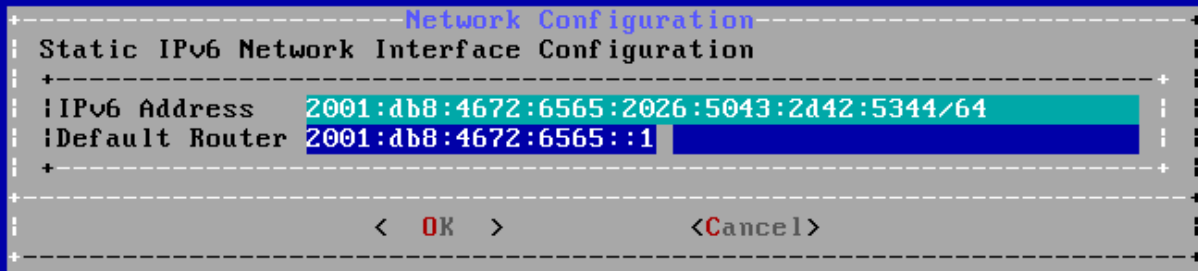 Network Configuration
Static IPv6 Network Interface Configuration
IPv6 Address 2001:db8:4672:6565:2026:5043:2d42:5344/64
Default Router 2001:db8:4672:6565::1
< OK > <Cancel>